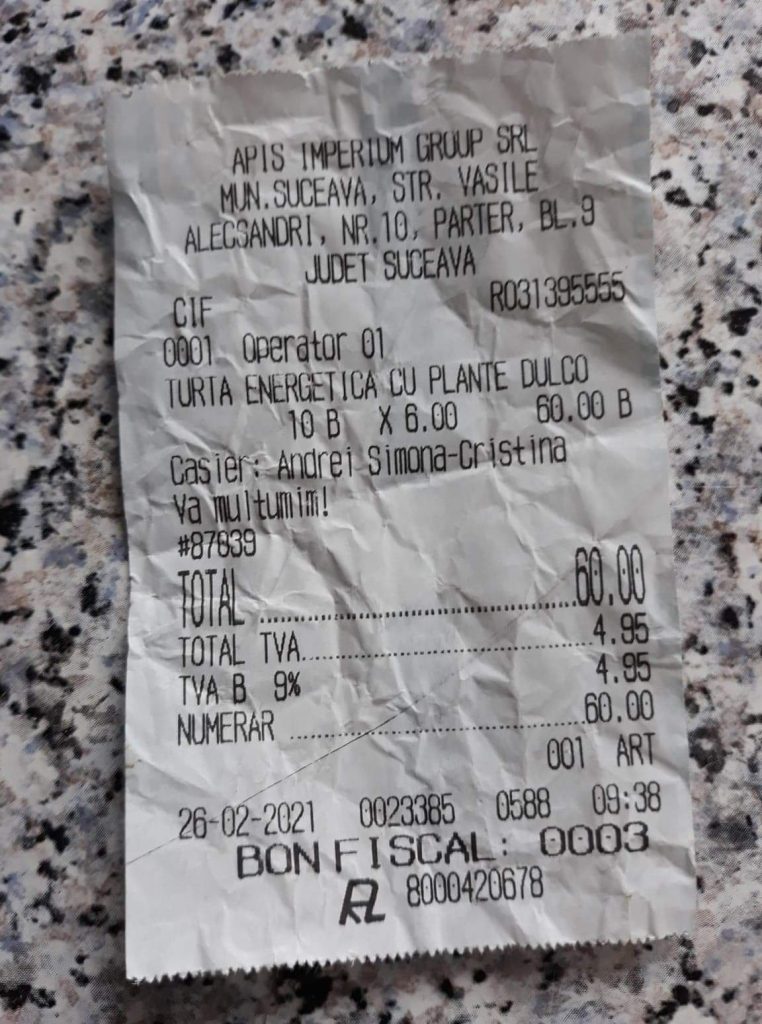 APIS IMPERIUM GROUP SRL
MUN.SUCEAVA, STR. VASILE
ALECSANDRI, NR.10, PARTER, BL.9
JUDET SUCEAVA
CIF RO31395555
0001 Operator 01
TURTA ENERGETICA CU PLANTE DULCO
10 B X 6.00 60.00 B
Casier: Andrei Simona-Cristina
Va multumim!
#87839
TOTAL ..............................60.00
TOTAL TVA..............................4.95
TVA B 9% 4.95
NUMERAR ..............................60.00
001 ART
26-02-2021 0023385 0588 09:38
BON FISCAL: 0003
8000420678